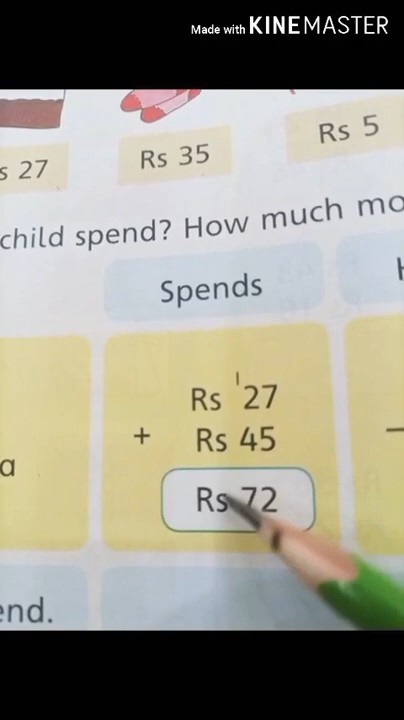 Made with KINEMASTER
Rs 5
s 27
Rs 35
child spend? How much mo
Spends
Rs 127
+ Rs 45
a
Rs 72
end.